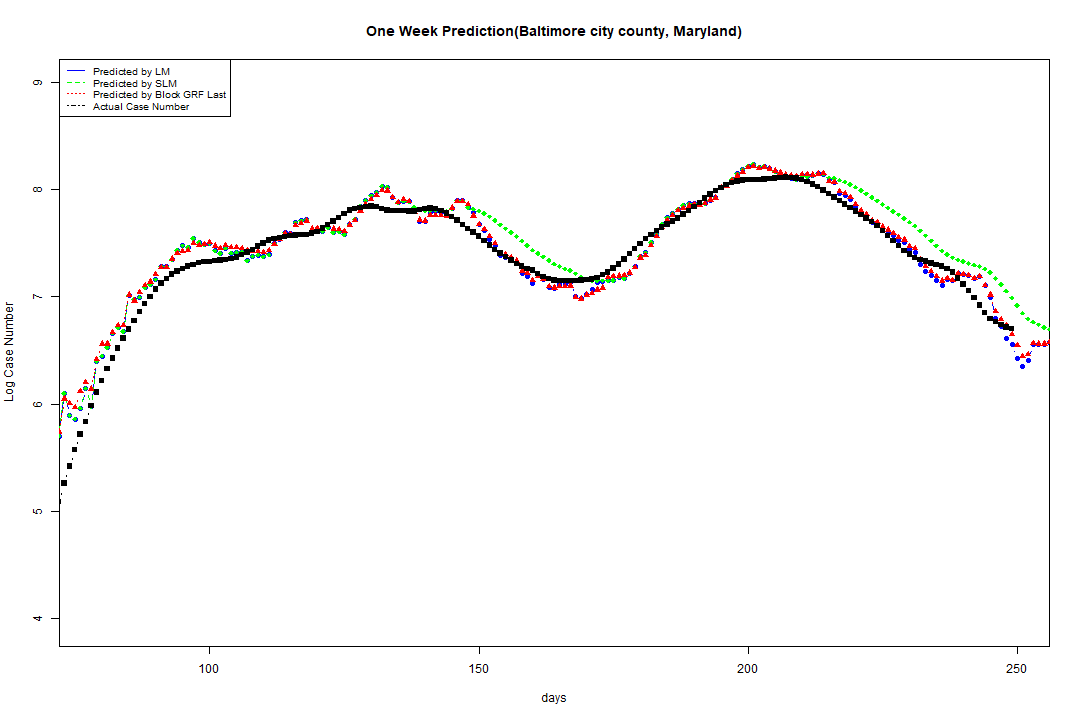 One Week Prediction(Baltimore city county, Maryland)
Predicted by LM
Predicted by SLM
Predicted by Block GRF Last
Actual Case Number
9
8
7
6
5
4
Log Case Number
100 150 200 250
days